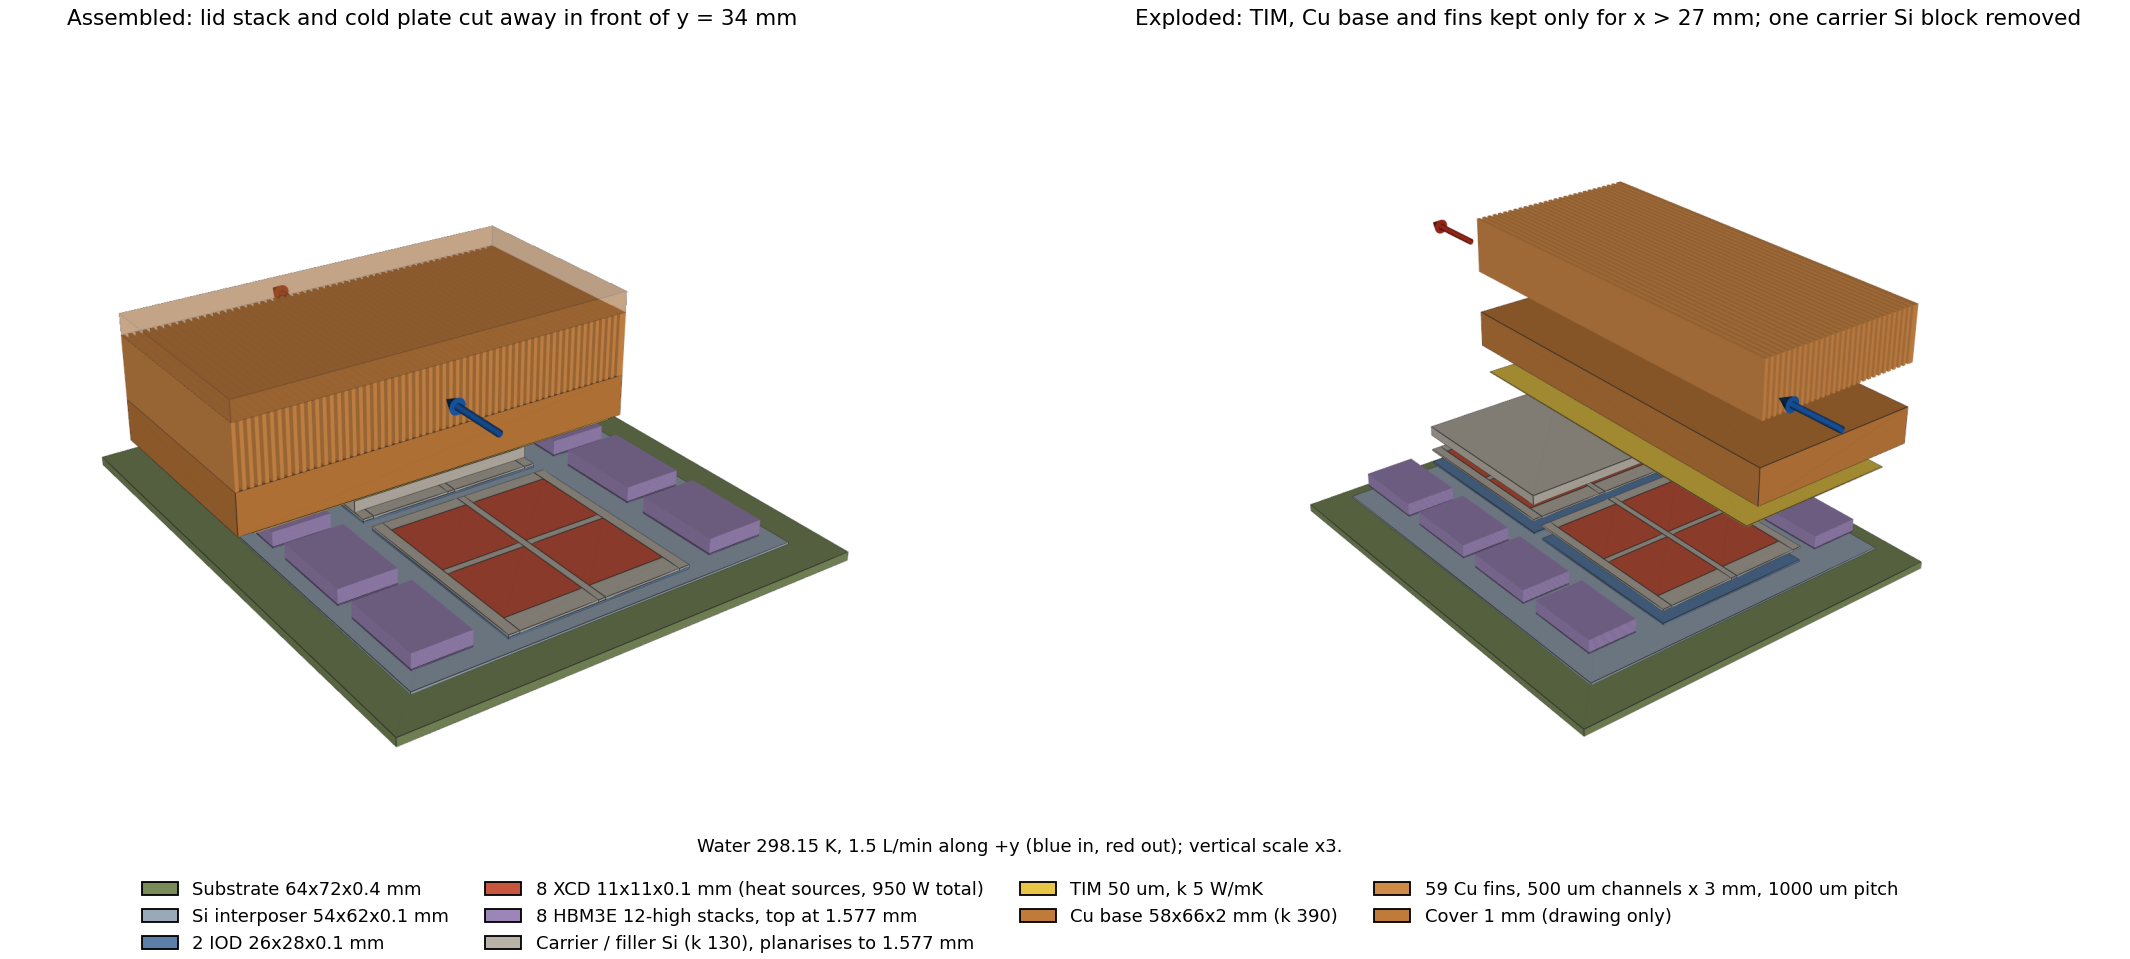 Assembled: lid stack and cold plate cut away in front of y = 34 mm
Exploded: TIM, Cu base and fins kept only for x > 27 mm; one carrier Si block removed
Water 298.15 K, 1.5 L/min along +y (blue in, red out); vertical scale x3.
Substrate 64x72x0.4 mm
Si interposer 54x62x0.1 mm
2 IOD 26x28x0.1 mm
8 XCD 11x11x0.1 mm (heat sources, 950 W total)
8 HBM3E 12-high stacks, top at 1.577 mm
Carrier / filler Si (k 130), planarises to 1.577 mm
TIM 50 um, k 5 W/mK
Cu base 58x66x2 mm (k 390)
59 Cu fins, 500 um channels x 3 mm, 1000 um pitch
Cover 1 mm (drawing only)